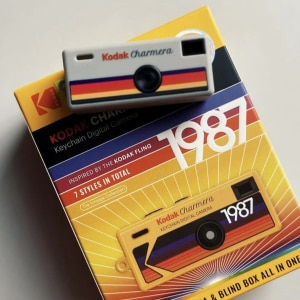 Kodak Charmera
KODAK CHARMERA
Keychain Digital Camera
1987
INSPIRED BY THE KODAK FLING
7 STYLES IN TOTAL
Kodak Charmera
KEYCHAIN DIGITAL CAMERA
1987
& BLIND BOX ALL IN ONE